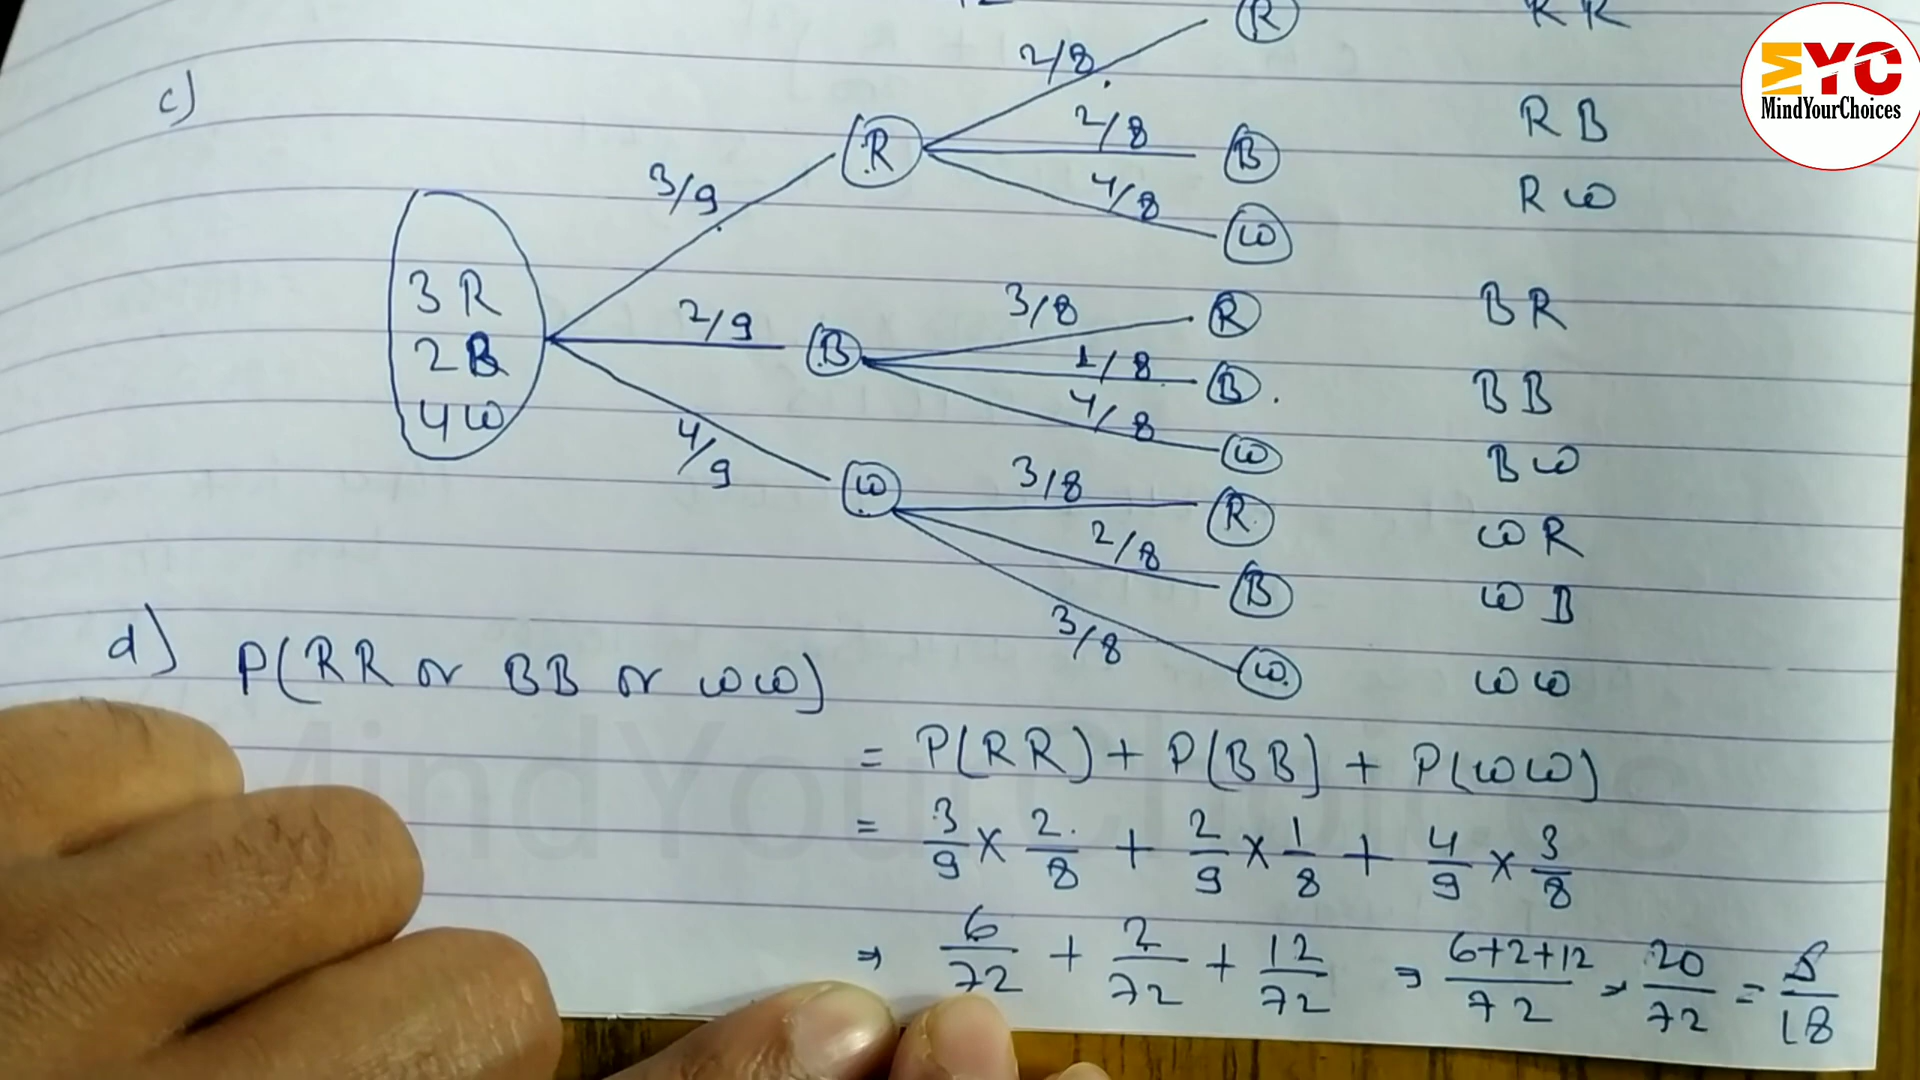 R RR
2/8
c)
2/8 B RB
R
3/9 4/8 W RW
3R
2B
4W
2/9 B 3/8 R BR
1/8 B BB
4/8 W BW
4/9 W 3/8 R WR
2/8 B WB
3/8 W WW
d) P(RR or BB or WW)
= P(RR) + P(BB) + P(WW)
= 3/9 × 2/8 + 2/9 × 1/8 + 4/9 × 3/8
⇒ 6/72 + 2/72 + 12/72 ⇒ 6+2+12/72 ⇒ 20/72 = 5/18
MYC
MindYourChoices
MindYourChoices